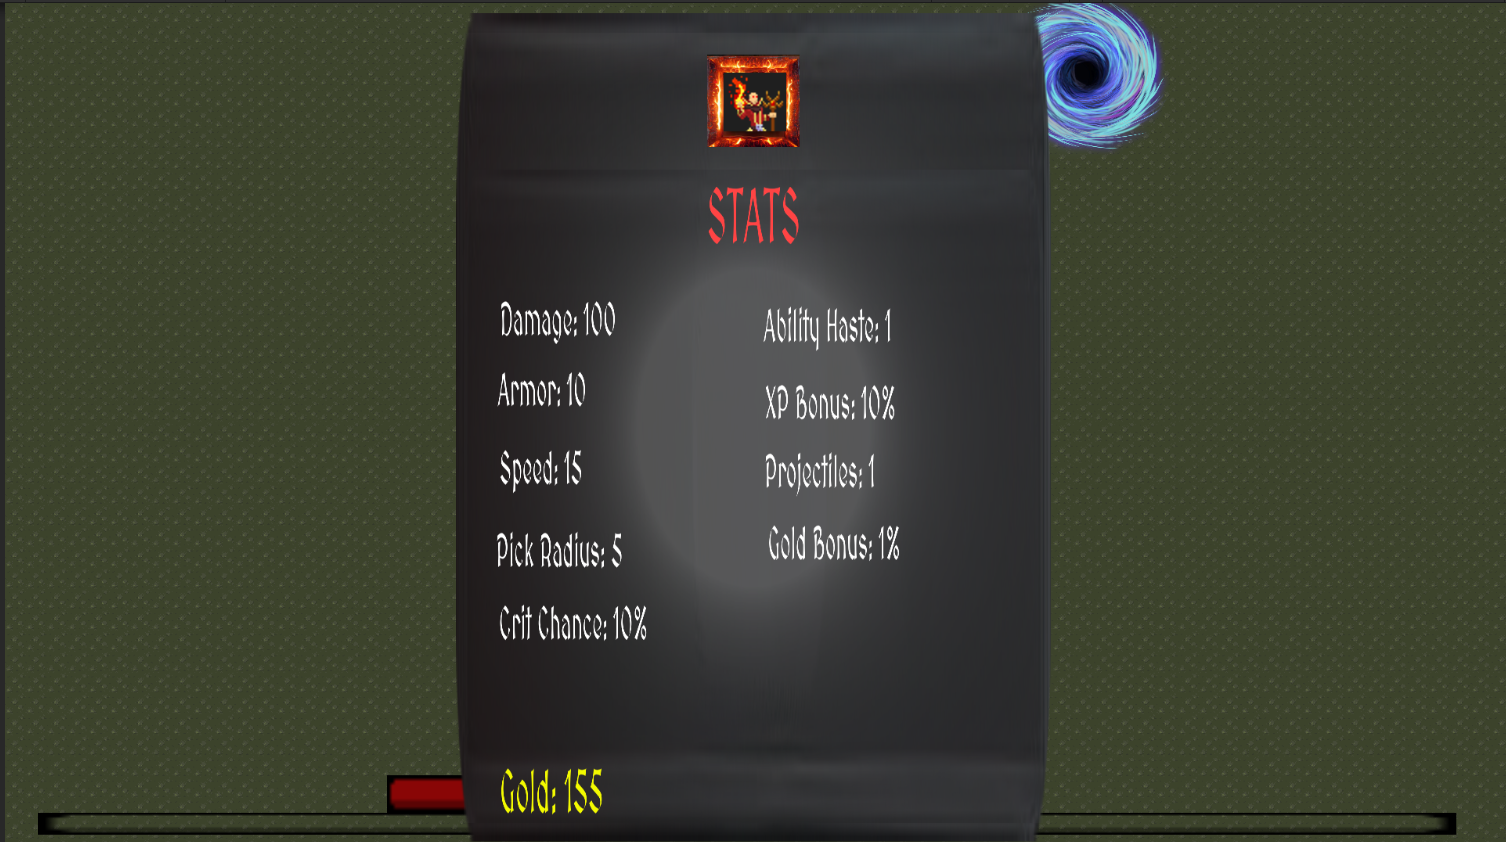 STATS
Damage: 100
Armor: 10
Speed: 15
Pick Radius: 5
Crit Chance: 10%
Ability Haste: 1
XP Bonus: 10%
Projectiles: 1
Gold Bonus: 1%
Gold: 155